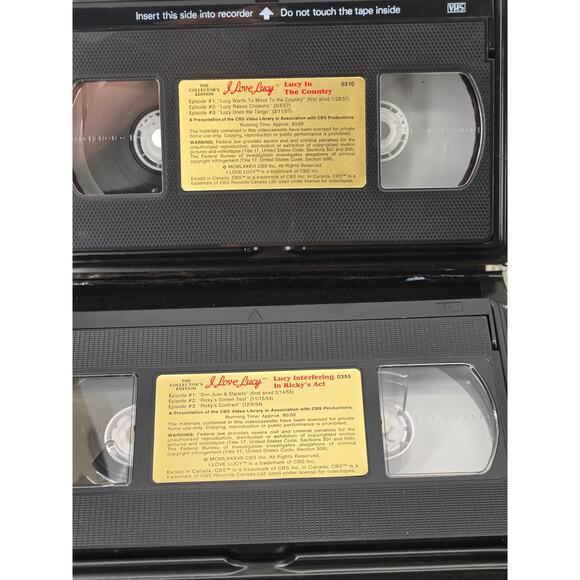 Insert this side into recorder Do not touch the tape inside
VHS
THE COLLECTOR'S EDITION I Love Lucy™ Lucy In The Country 0210
Episode #1: "Lucy Wants To Move To the Country" (first aired 1/28/57)
Episode #2: "Lucy Raises Chickens" (3/4/57)
Episode #3: "Lucy Does the Tango" (3/11/57)
A Presentation of the CBS Video Library in Association with CBS Productions.
Running Time: Approx. 80:00
The materials contained in this videocassette have been licensed for private
home use only. Copying, reproduction or public performance is prohibited.
WARNING: Federal law provides severe civil and criminal penalties for the
unauthorized reproduction, distribution or exhibition of copyrighted motion
pictures and videotapes (Title 17, United States Code, Sections 501 and 506).
The Federal Bureau of Investigation investigates allegations of criminal
copyright infringement (Title 17, United States Code, Section 506).
© MCMLXXXVI CBS Inc. All Rights Reserved.
I LOVE LUCY™ is a trademark of CBS Inc.
Except in Canada, CBS™ is a trademark of CBS Inc. In Canada, CBS™ is a
trademark of CBS Records Canada Ltd. used under license for videotapes.
VHS
THE COLLECTOR'S EDITION I Love Lucy™ Lucy Interfering In Ricky's Act 0355
Episode #1: "Don Juan & Starlets" (first aired 2/14/55)
Episode #2: "Ricky's Screen Test" (11/15/54)
Episode #3: "Ricky's Contract" (12/6/54)
A Presentation of the CBS Video Library in Association with CBS Productions.
Running Time: Approx. 80:00
The materials contained in this videocassette have been licensed for private
home use only. Copying, reproduction or public performance is prohibited.
WARNING: Federal law provides severe civil and criminal penalties for the
unauthorized reproduction, distribution or exhibition of copyrighted motion
pictures and videotapes (Title 17, United States Code, Sections 501 and 506).
The Federal Bureau of Investigation investigates allegations of criminal
copyright infringement (Title 17, United States Code, Section 506).
© MCMLXXXVII CBS Inc. All Rights Reserved.
I LOVE LUCY™ is a trademark of CBS Inc.
Except in Canada, CBS™ is a trademark of CBS Inc. In Canada, CBS™ is a
trademark of CBS Records Canada Ltd. used under license for videotapes.